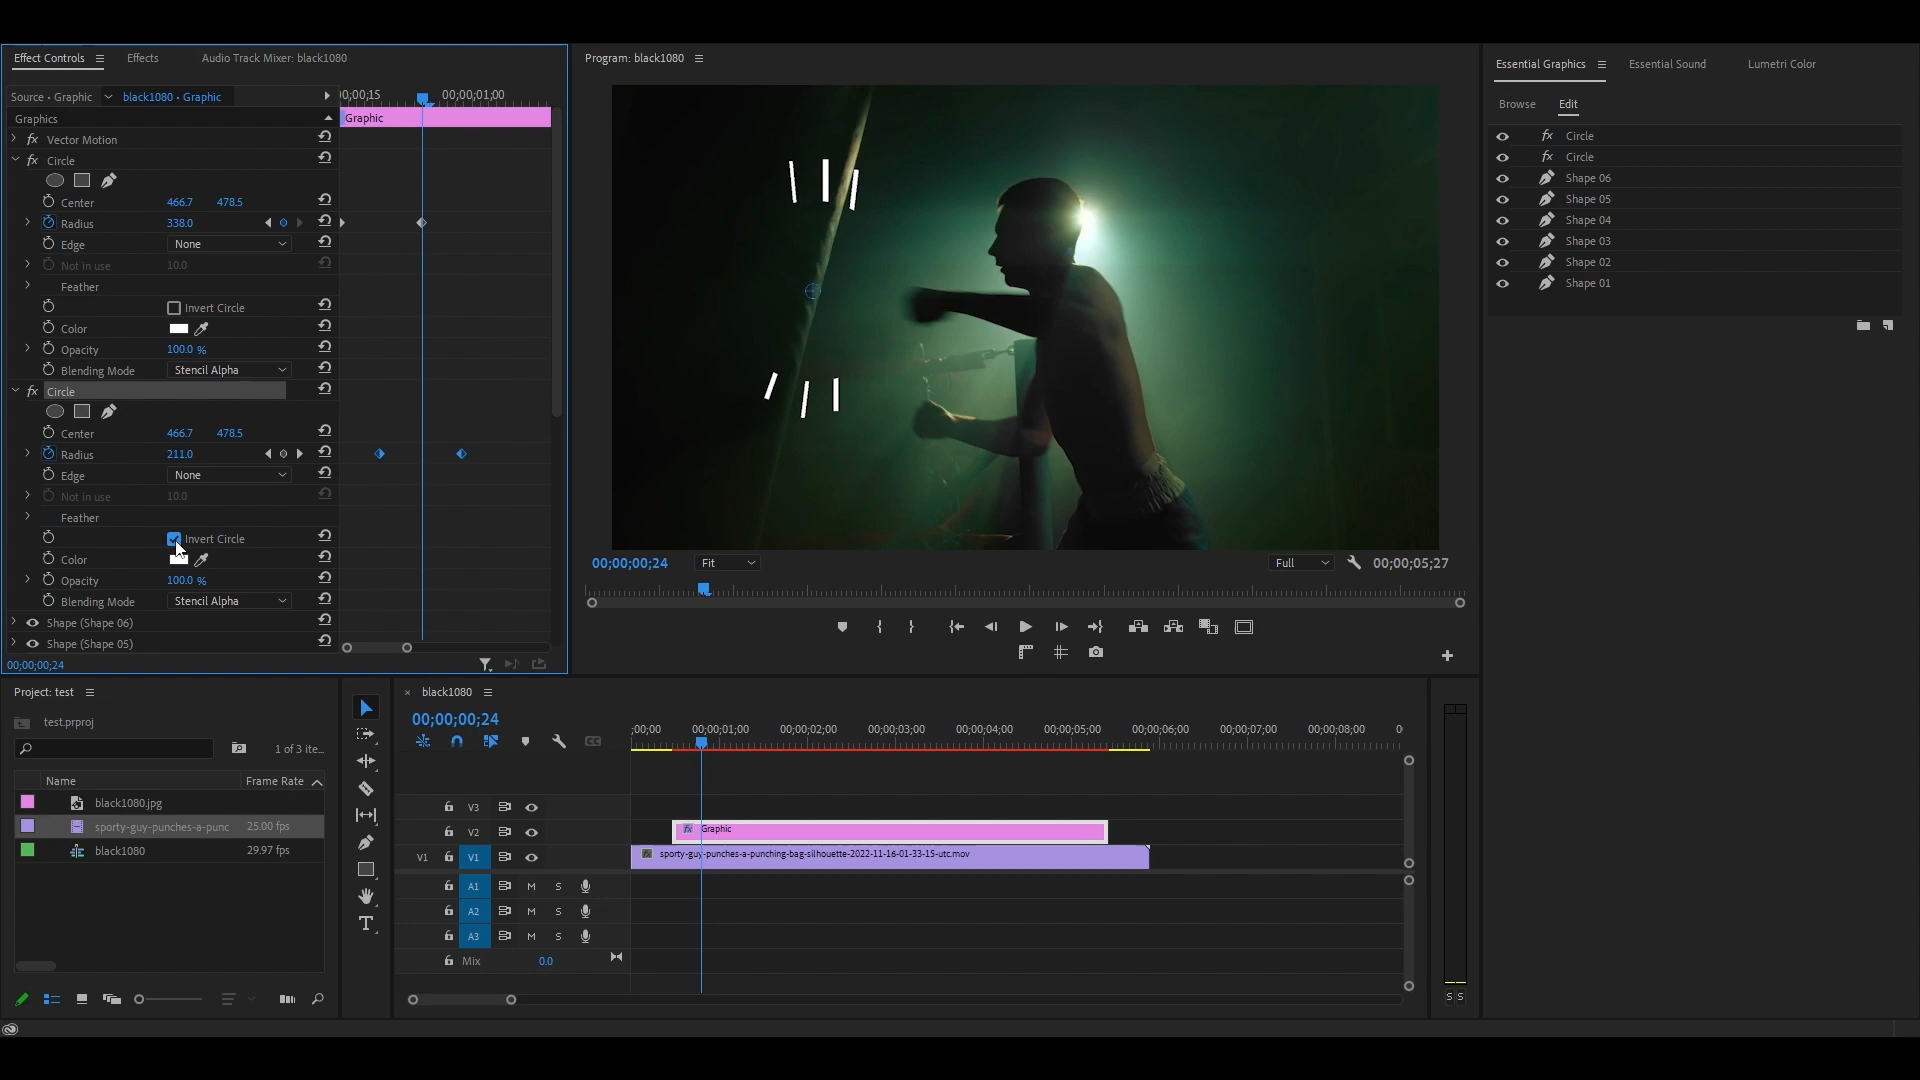 Effect Controls
Effects
Audio Track Mixer: black1080
Source • Graphic
black1080 • Graphic
00;00;15
00;00;01;00
Graphics
Graphic
fx Vector Motion
fx Circle
Center 466.7 478.5
Radius 338.0
Edge None
Not in use 10.0
Feather
Invert Circle
Color
Opacity 100.0 %
Blending Mode Stencil Alpha
fx Circle
Center 466.7 478.5
Radius 211.0
Edge None
Not in use 10.0
Feather
Invert Circle
Color
Opacity 100.0 %
Blending Mode Stencil Alpha
Shape (Shape 06)
Shape (Shape 05)
00;00;00;24
Program: black1080
00;00;00;24
Fit
Full
00;00;05;27
Essential Graphics
Essential Sound
Lumetri Color
Browse
Edit
fx Circle
fx Circle
Shape 06
Shape 05
Shape 04
Shape 03
Shape 02
Shape 01
Project: test
test.prproj
1 of 3 ite...
Name
Frame Rate
black1080.jpg
sporty-guy-punches-a-punc 25.00 fps
black1080 29.97 fps
× black1080
00;00;00;24
;00;00
00;00;01;00
00;00;02;00
00;00;03;00
00;00;04;00
00;00;05;00
00;00;06;00
00;00;07;00
00;00;08;00
0
V3
V2
fx Graphic
V1 V1
fx sporty-guy-punches-a-punching-bag-silhouette-2022-11-16-01-33-15-utc.mov
A1 M S
A2 M S
A3 M S
Mix 0.0
S S